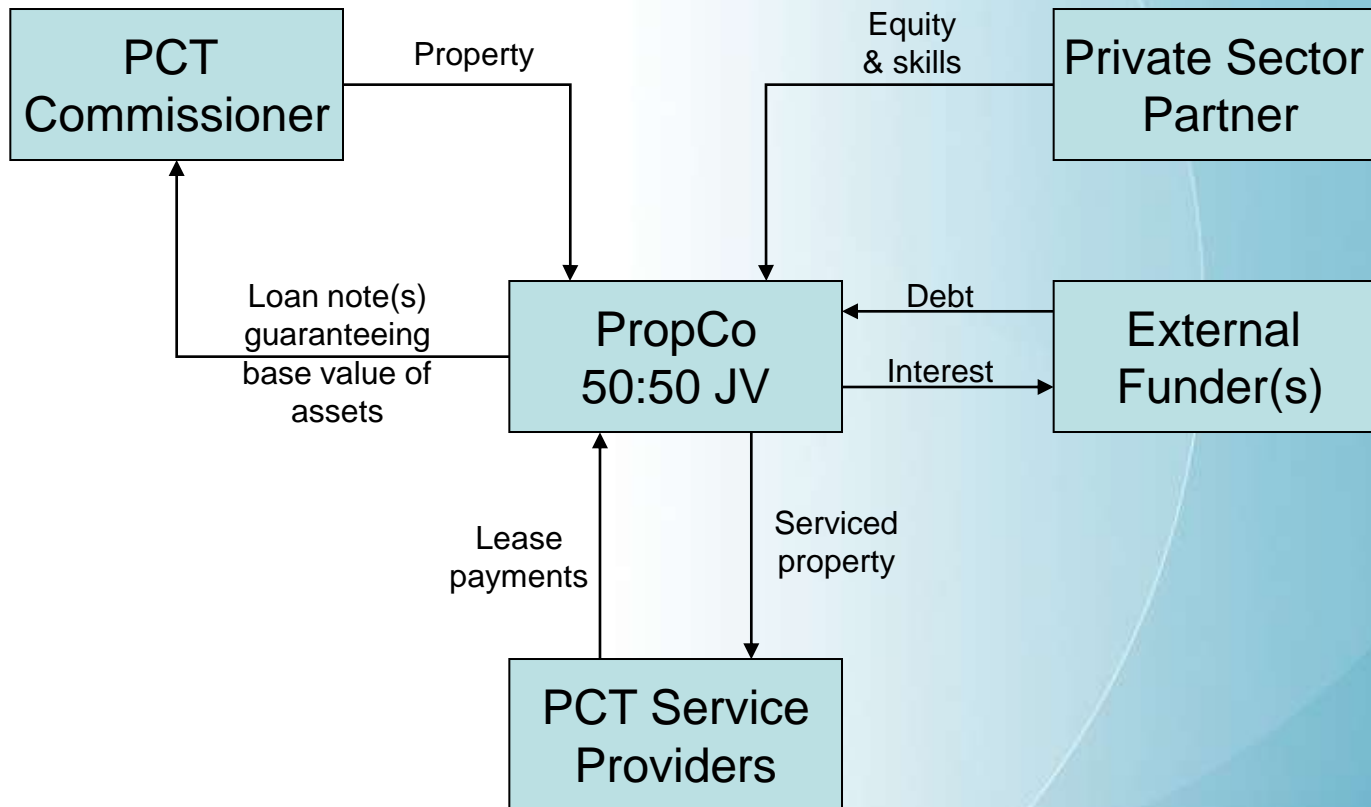 PCT
Commissioner
Property
Equity
& skills
Private Sector
Partner
Loan note(s)
guaranteeing
base value of
assets
PropCo
50:50 JV
Debt
Interest
External
Funder(s)
Lease
payments
Serviced
property
PCT Service
Providers